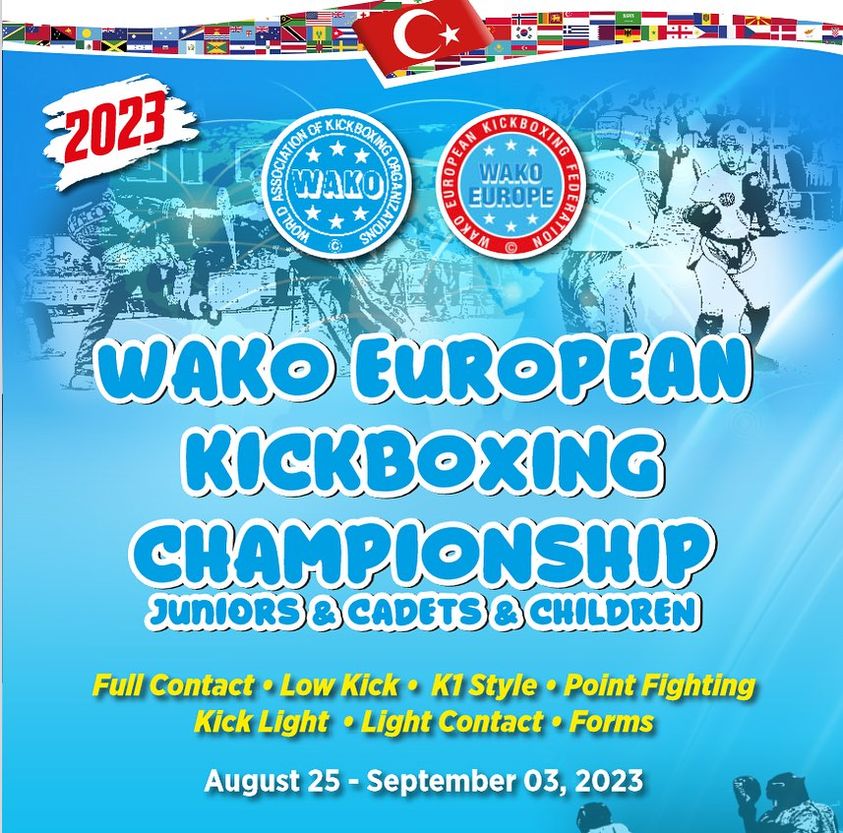 2023
WORLD ASSOCIATION OF KICKBOXING ORGANIZATIONS
WAKO
©
WAKO EUROPEAN KICKBOXING FEDERATION
WAKO
EUROPE
©
WAKO EUROPEAN
KICKBOXING
CHAMPIONSHIP
JUNIORS & CADETS & CHILDREN
Full Contact • Low Kick • K1 Style • Point Fighting
Kick Light • Light Contact • Forms
August 25 - September 03, 2023